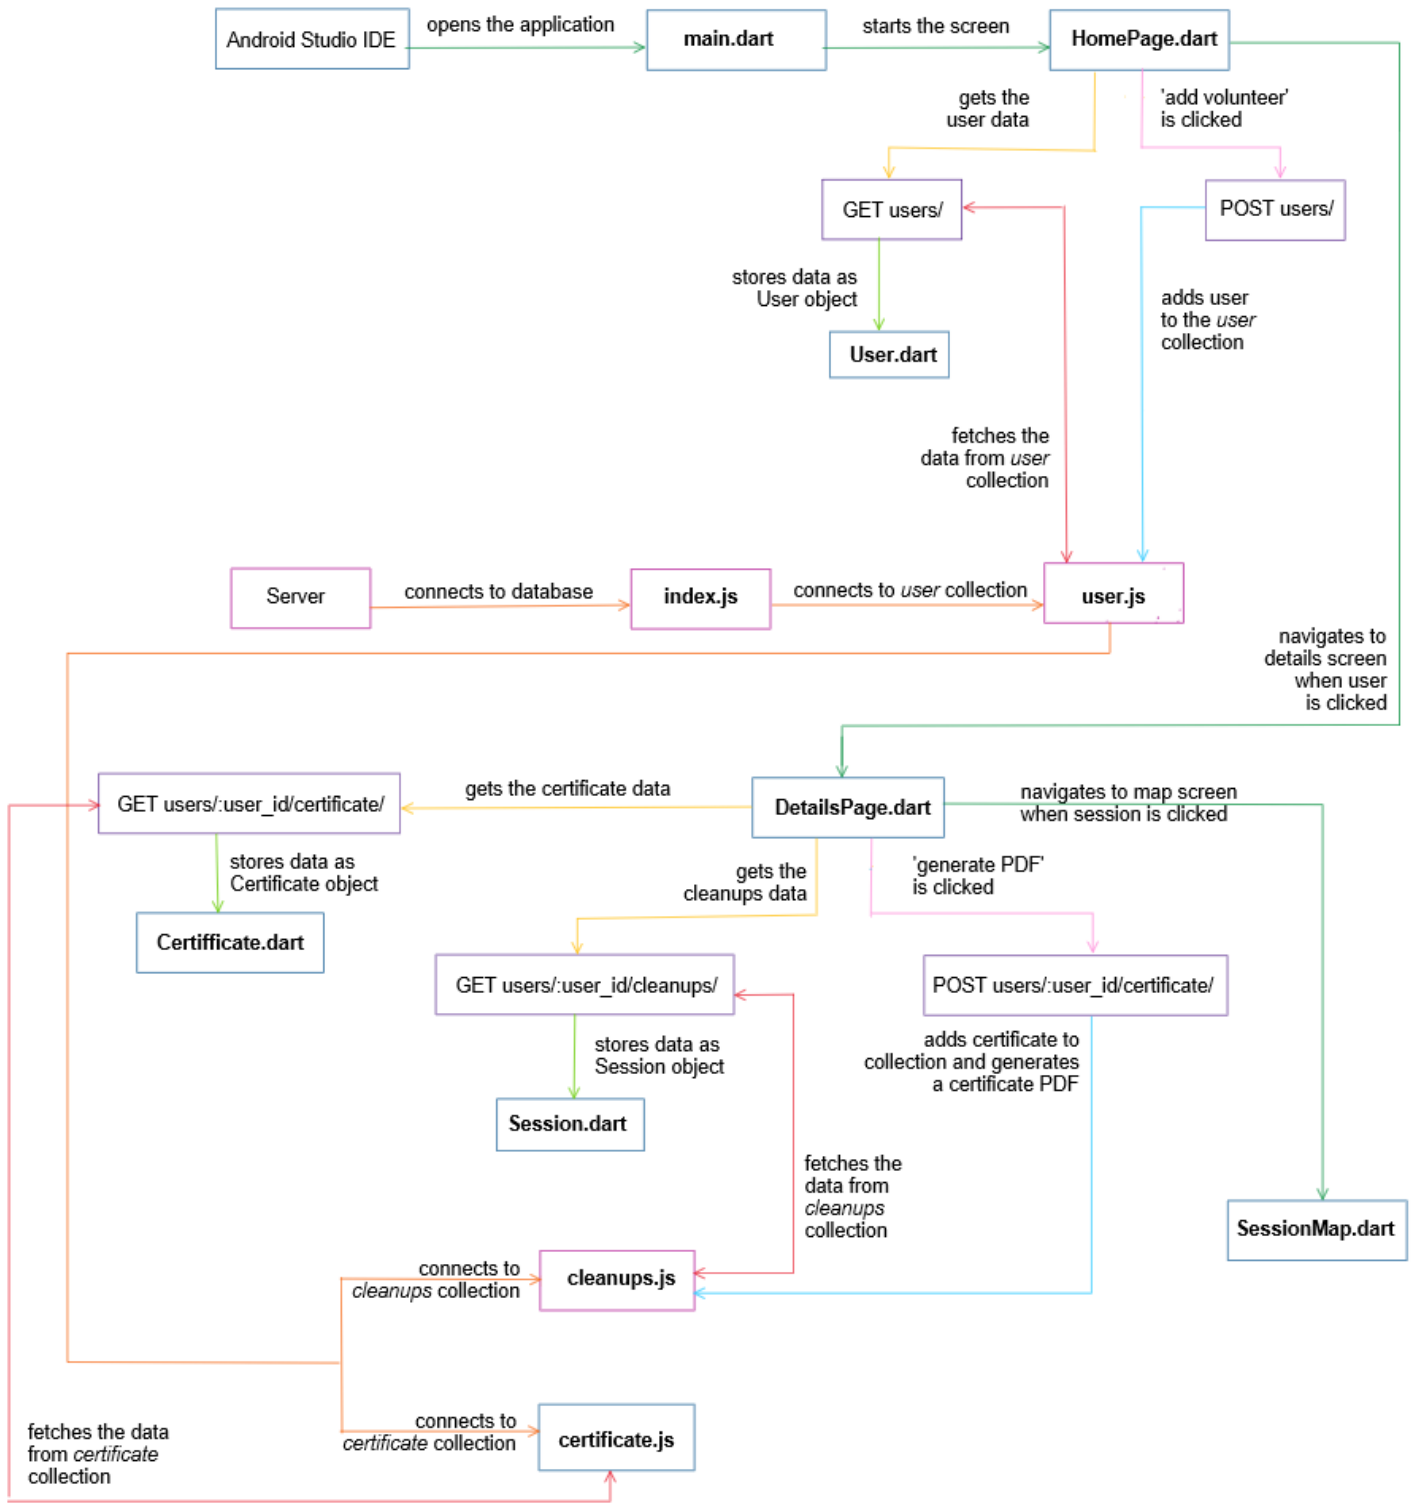 Android Studio IDE
opens the application
main.dart
starts the screen
HomePage.dart
gets the
user data
'add volunteer'
is clicked
GET users/
POST users/
stores data as
User object
User.dart
adds user
to the user
collection
fetches the
data from user
collection
Server
connects to database
index.js
connects to user collection
user.js
navigates to
details screen
when user
is clicked
GET users/:user_id/certificate/
gets the certificate data
DetailsPage.dart
navigates to map screen
when session is clicked
stores data as
Certificate object
Certifficate.dart
gets the
cleanups data
'generate PDF'
is clicked
GET users/:user_id/cleanups/
POST users/:user_id/certificate/
stores data as
Session object
Session.dart
adds certificate to
collection and generates
a certificate PDF
fetches the
data from
cleanups
collection
SessionMap.dart
connects to
cleanups collection
cleanups.js
connects to
certificate collection
certificate.js
fetches the data
from certificate
collection